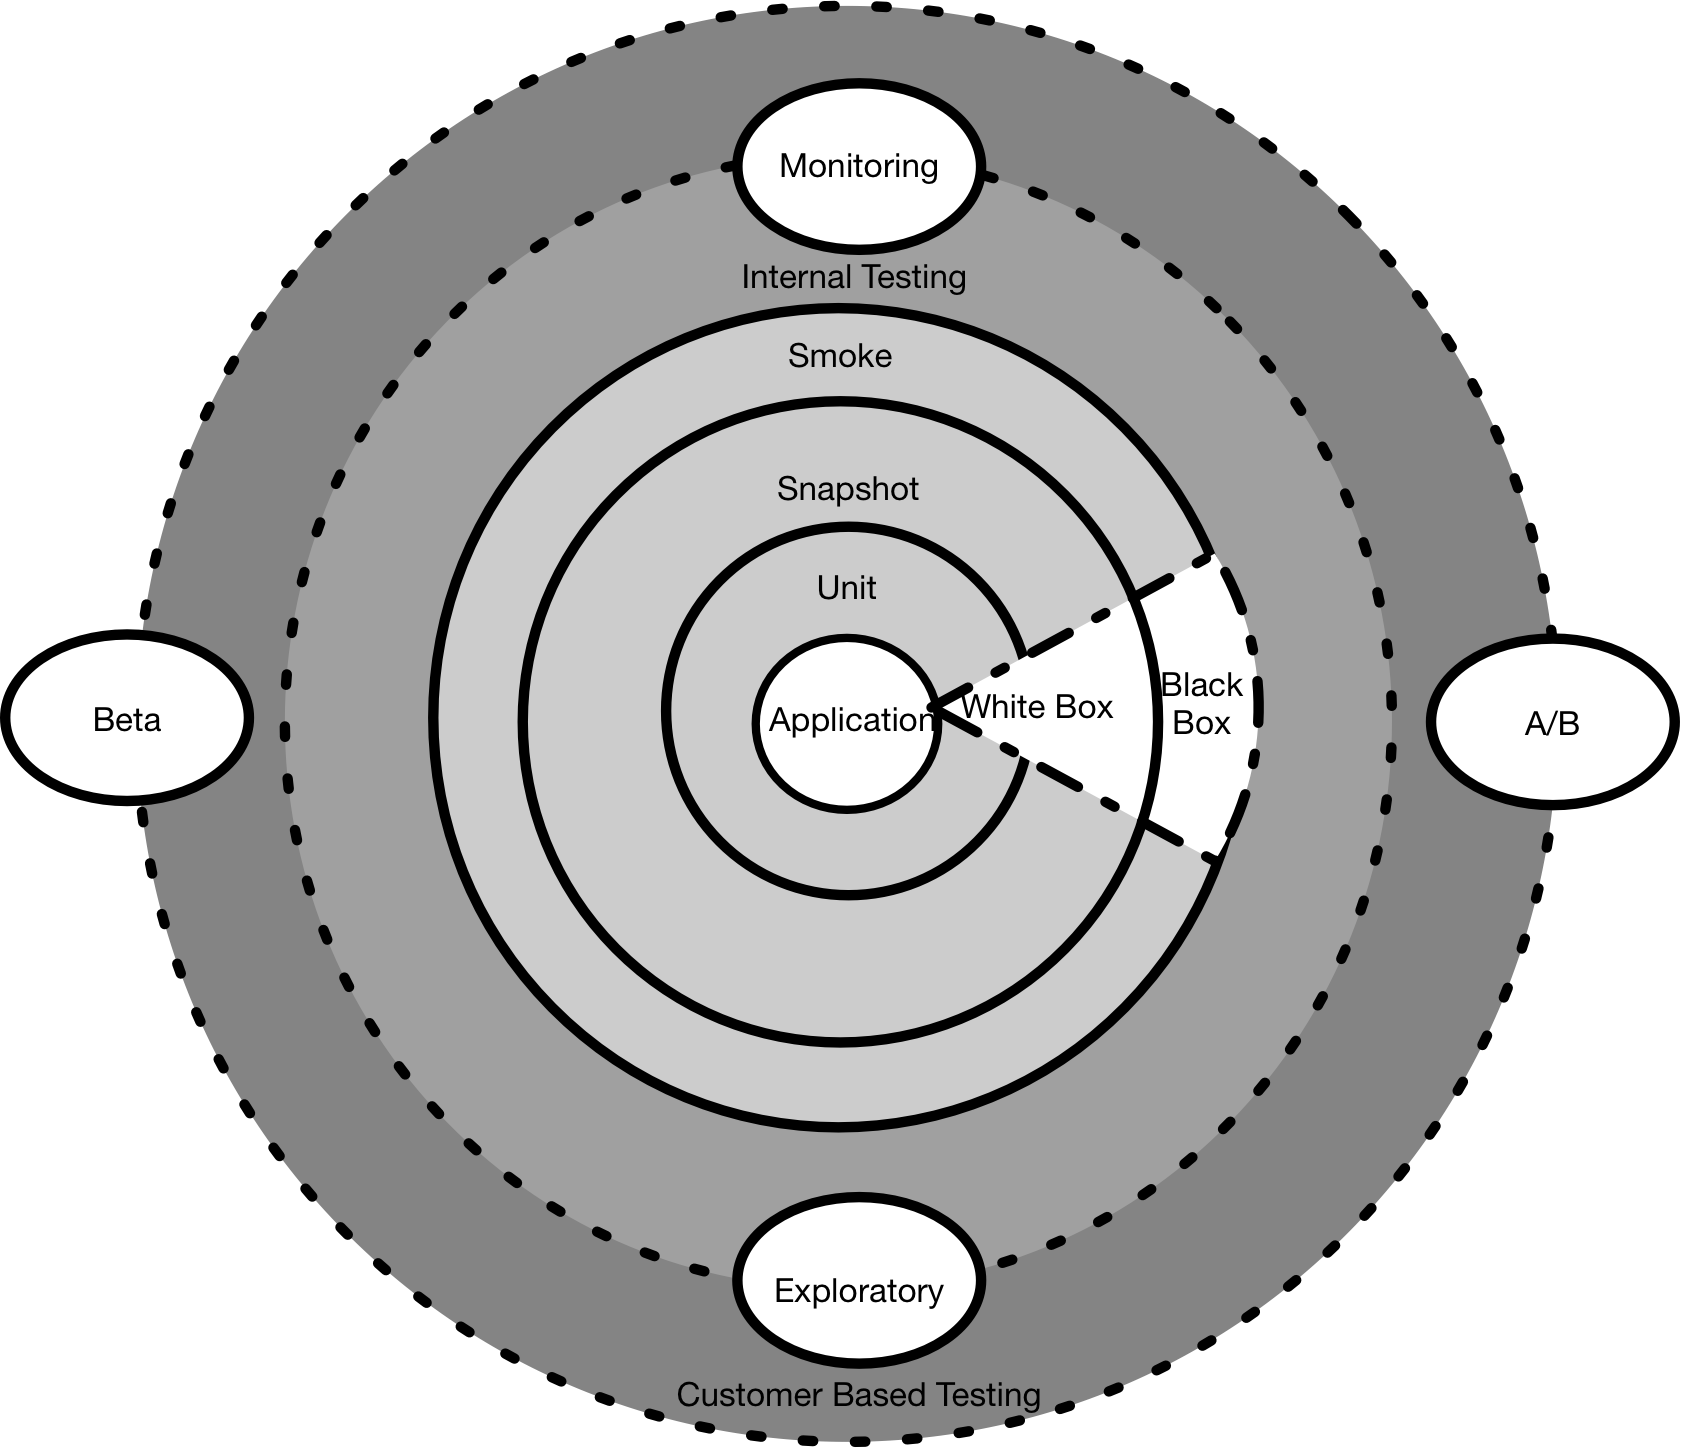 Monitoring
Internal Testing
Smoke
Snapshot
Unit
Beta
Application
White Box
Black
Box
A/B
Exploratory
Customer Based Testing